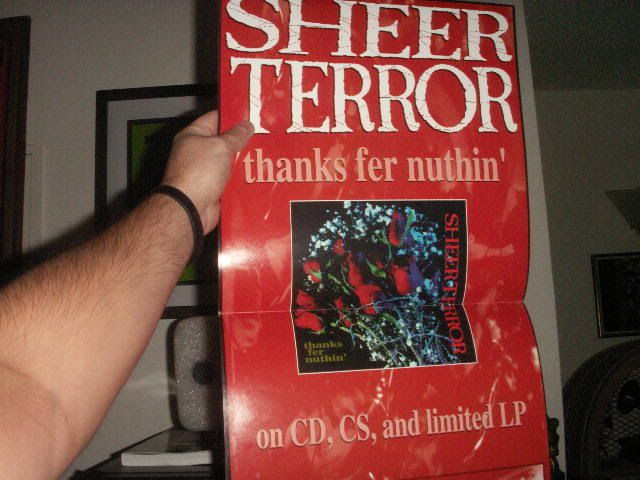 SHEER
TERROR
'thanks fer nuthin'
SHEER TERROR
thanks
fer
nuthin'
on CD, CS, and limited LP